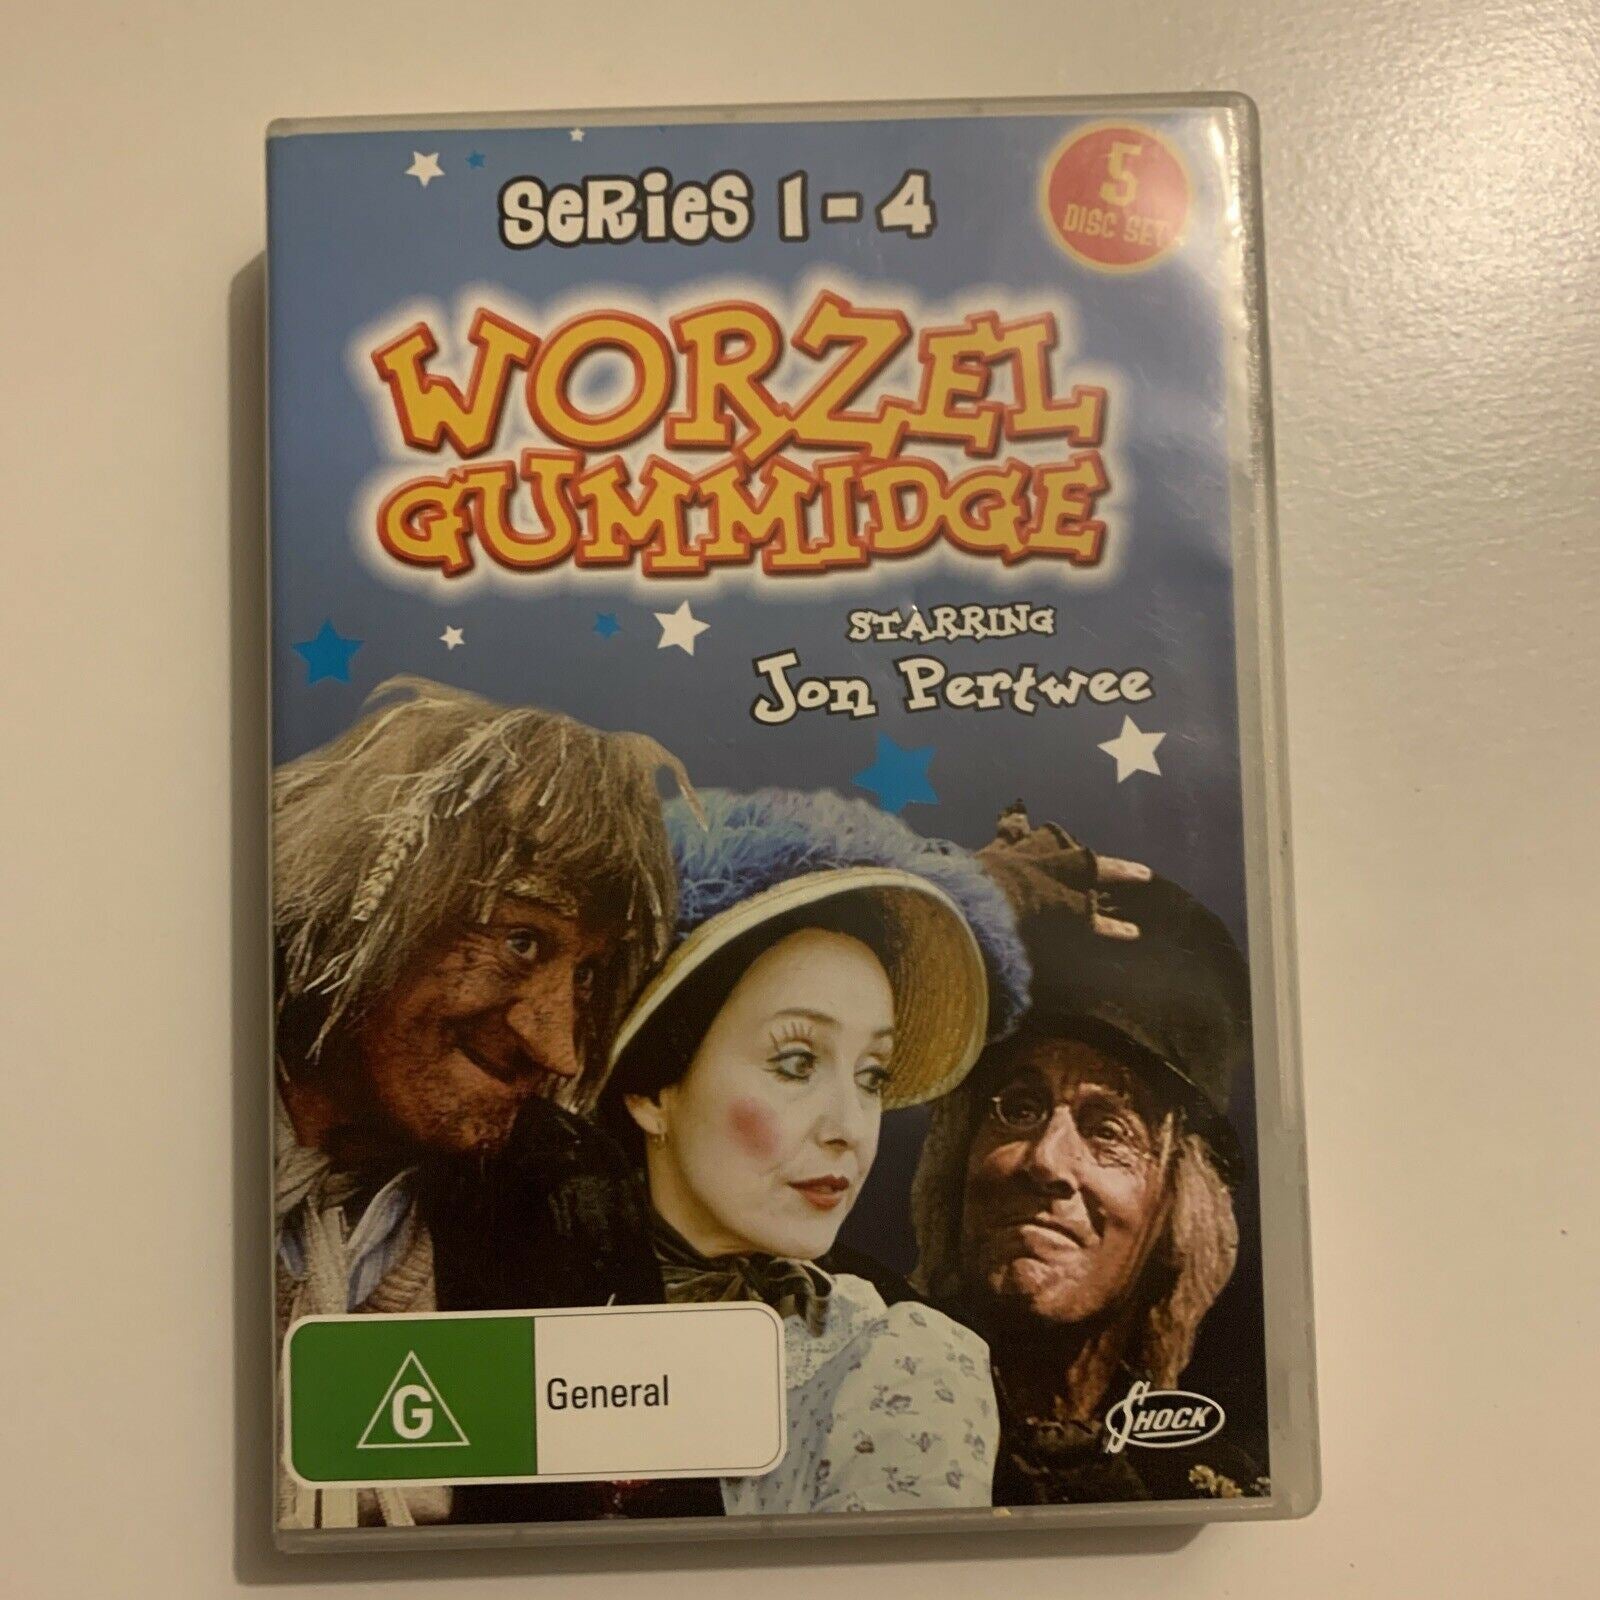 SeRieS 1 - 4
5
DISC SET
WORZEL
GUMMIDGE
STARRING
Jon Pertwee
G
General
SHOCK